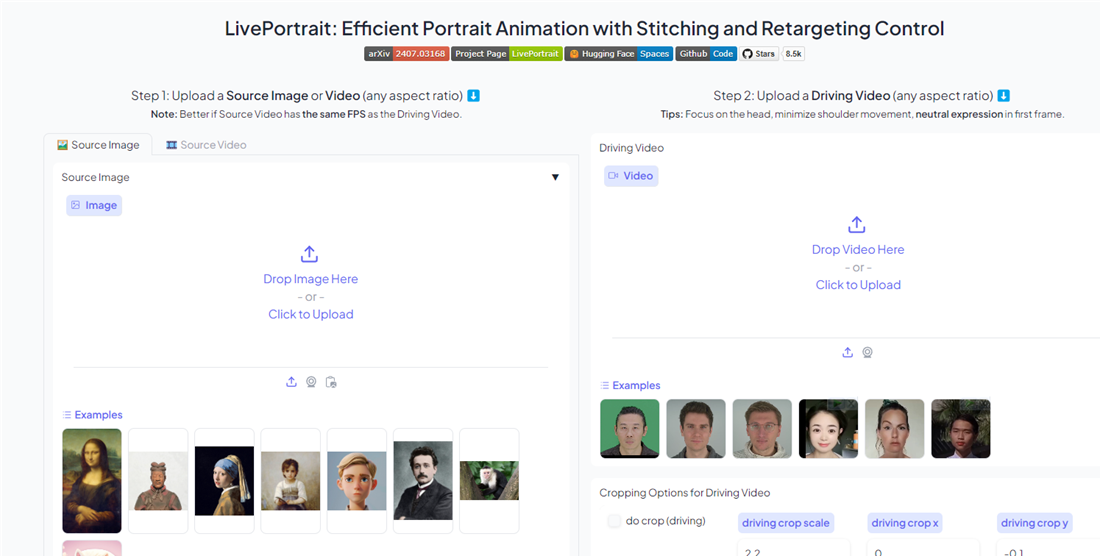 LivePortrait: Efficient Portrait Animation with Stitching and Retargeting Control
arXiv 2407.03168 Project Page LivePortrait Hugging Face Spaces Github Code Stars 8.5k
Step 1: Upload a Source Image or Video (any aspect ratio)
Note: Better if Source Video has the same FPS as the Driving Video.
Source Image Source Video
Source Image
Image
Drop Image Here
- or -
Click to Upload
Examples
Step 2: Upload a Driving Video (any aspect ratio)
Tips: Focus on the head, minimize shoulder movement, neutral expression in first frame.
Driving Video
Video
Drop Video Here
- or -
Click to Upload
Examples
Cropping Options for Driving Video
do crop (driving) driving crop scale driving crop x driving crop y
2.2 0 -0.1